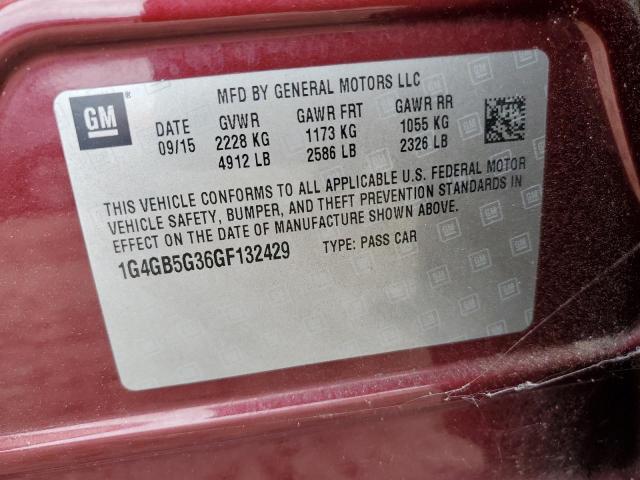 MFD BY GENERAL MOTORS LLC
GM®
DATE GVWR GAWR FRT GAWR RR
09/15 2228 KG 1173 KG 1055 KG
4912 LB 2586 LB 2326 LB
THIS VEHICLE CONFORMS TO ALL APPLICABLE U.S. FEDERAL MOTOR
VEHICLE SAFETY, BUMPER, AND THEFT PREVENTION STANDARDS IN
EFFECT ON THE DATE OF MANUFACTURE SHOWN ABOVE.
1G4GB5G36GF132429 TYPE: PASS CAR